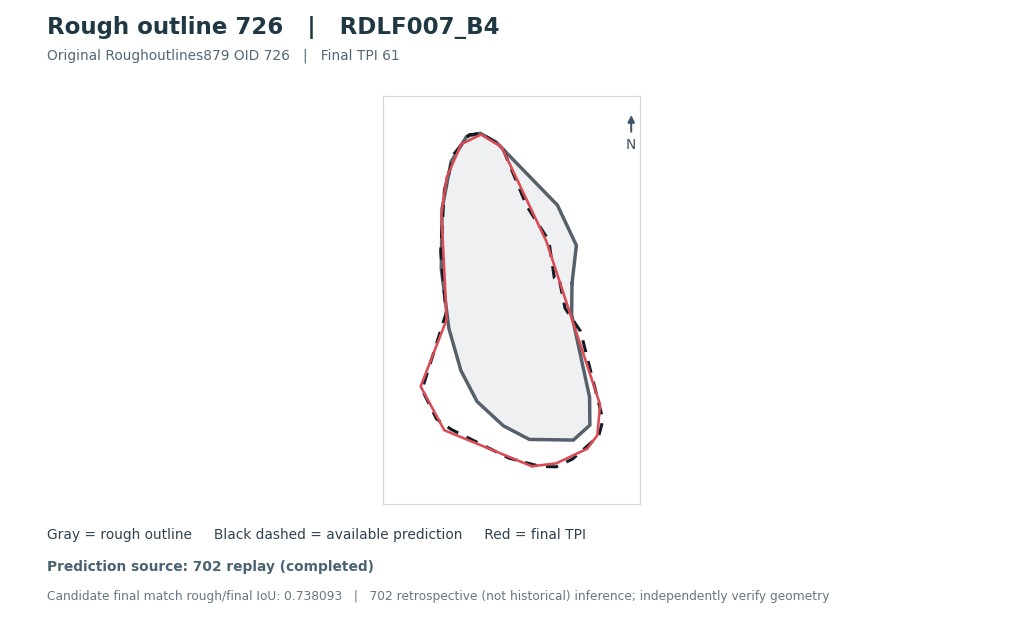 Rough outline 726   |   RDLF007_B4
Original Roughoutlines879 OID 726   |   Final TPI 61
N
Gray = rough outline     Black dashed = available prediction     Red = final TPI
Prediction source: 702 replay (completed)
Candidate final match rough/final IoU: 0.738093   |   702 retrospective (not historical) inference; independently verify geometry